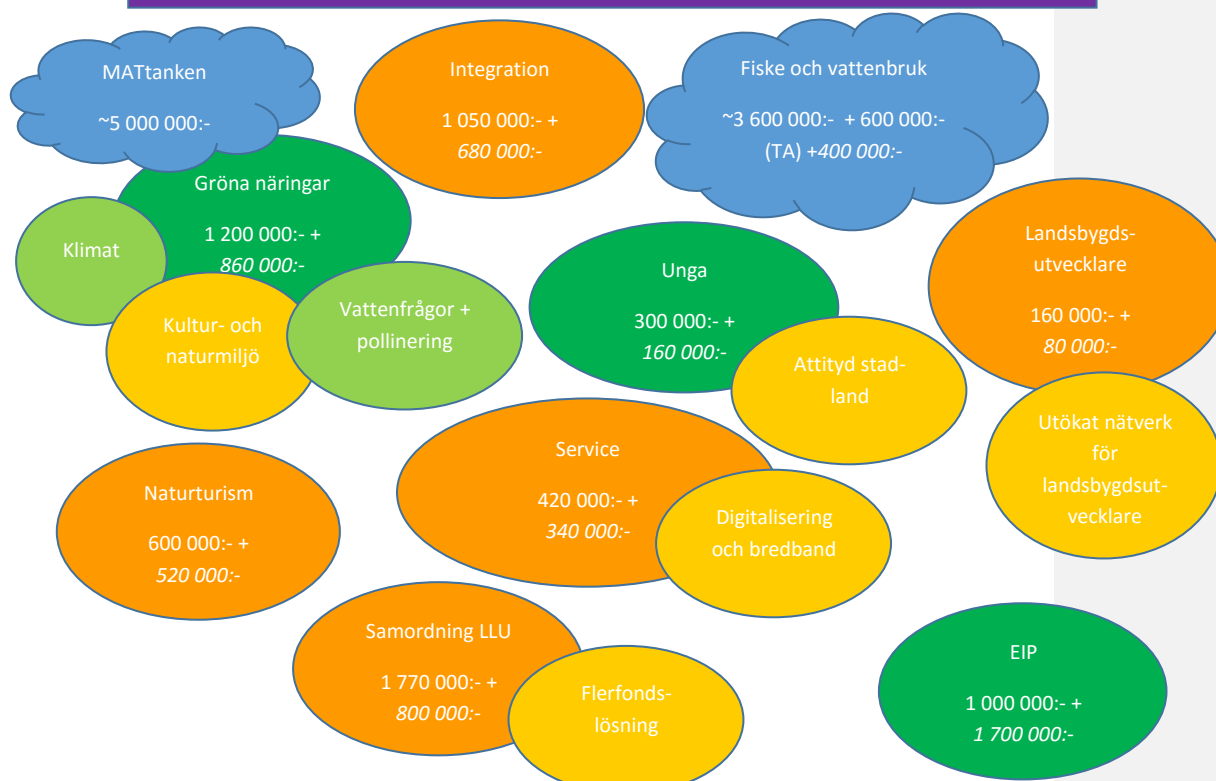 MATtanken
~5 000 000:-
Integration
1 050 000:- +
680 000:-
Fiske och vattenbruk
~3 600 000:-  + 600 000:-
(TA) +400 000:-
Gröna näringar
1 200 000:- +
860 000:-
Klimat
Kultur- och
naturmiljö
Vattenfrågor +
pollinering
Unga
300 000:- +
160 000:-
Attityd stad-
land
Landsbygds-
utvecklare
160 000:- +
80 000:-
Utökat nätverk
för
landsbygdsut-
vecklare
Naturturism
600 000:- +
520 000:-
Service
420 000:- +
340 000:-
Digitalisering
och bredband
Samordning LLU
1 770 000:- +
800 000:-
Flerfonds-
lösning
EIP
1 000 000:- +
1 700 000:-